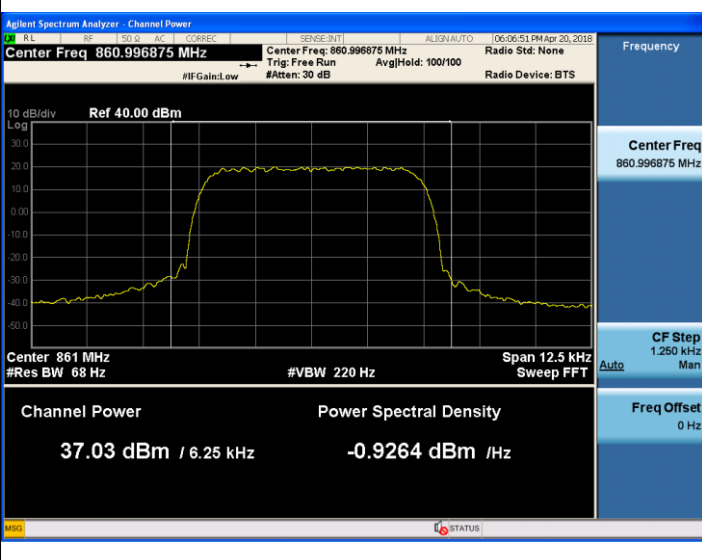 Agilent Spectrum Analyzer - Channel Power
RL RF 50 Ω AC CORREC SENSE:INT ALIGN AUTO 06:06:51 PM Apr 20, 2018
Center Freq 860.996875 MHz
Center Freq: 860.996875 MHz
Radio Std: None
Trig: Free Run Avg|Hold: 100/100
#IFGain:Low #Atten: 30 dB Radio Device: BTS
10 dB/div Ref 40.00 dBm
Log
30.0
20.0
10.0
0.00
-10.0
-20.0
-30.0
-40.0
-50.0
Center 861 MHz Span 12.5 kHz
#Res BW 68 Hz #VBW 220 Hz Sweep FFT
Channel Power Power Spectral Density
37.03 dBm / 6.25 kHz -0.9264 dBm /Hz
Frequency
Center Freq
860.996875 MHz
CF Step
1.250 kHz
Auto Man
Freq Offset
0 Hz
MSG STATUS